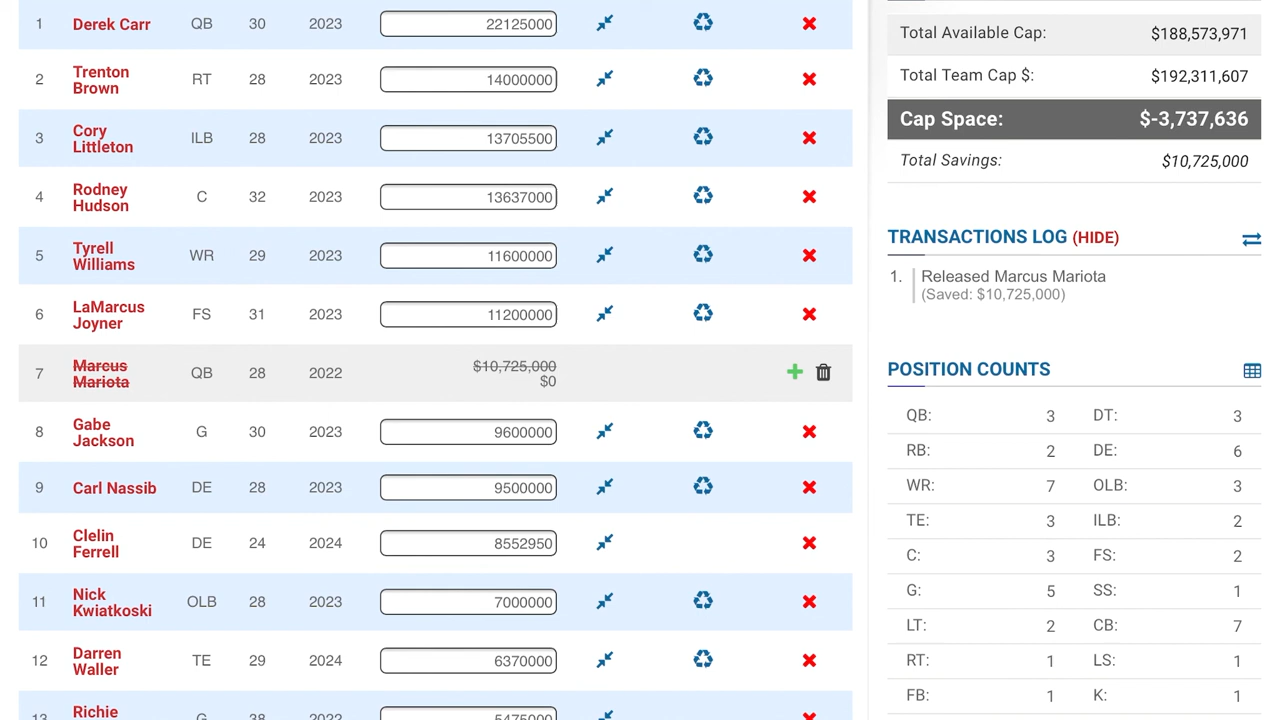 1 Derek Carr QB 30 2023 22125000
2 Trenton Brown RT 28 2023 14000000
3 Cory Littleton ILB 28 2023 13705500
4 Rodney Hudson C 32 2023 13637000
5 Tyrell Williams WR 29 2023 11600000
6 LaMarcus Joyner FS 31 2023 11200000
7 Marcus Mariota QB 28 2022 $10,725,000
$0
8 Gabe Jackson G 30 2023 9600000
9 Carl Nassib DE 28 2023 9500000
10 Clelin Ferrell DE 24 2024 8552950
11 Nick Kwiatkoski OLB 28 2023 7000000
12 Darren Waller TE 29 2024 6370000
13 Richie G 38 2022 5475000
Total Available Cap: $188,573,971
Total Team Cap $: $192,311,607
Cap Space: $-3,737,636
Total Savings: $10,725,000
TRANSACTIONS LOG (HIDE)
1. Released Marcus Mariota
(Saved: $10,725,000)
POSITION COUNTS
QB: 3 DT: 3
RB: 2 DE: 6
WR: 7 OLB: 3
TE: 3 ILB: 2
C: 3 FS: 2
G: 5 SS: 1
LT: 2 CB: 7
RT: 1 LS: 1
FB: 1 K: 1